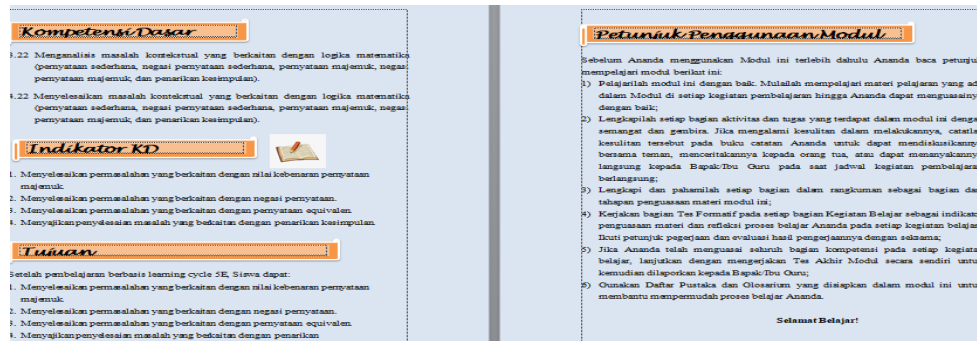 Kompetensi Dasar
3.22 Menganalisis masalah kontekstual yang berkaitan dengan logika matematika
(pernyataan sederhana, negasi pernyataan sederhana, pernyataan majemuk, negasi
pernyataan majemuk, dan penarikan kesimpulan).
4.22 Menyelesaikan masalah kontekstual yang berkaitan dengan logika matematika
(pernyataan sederhana, negasi pernyataan sederhana, pernyataan majemuk, negasi
pernyataan majemuk, dan penarikan kesimpulan).
Indikator KD
1. Menyelesaikan permasalahan yang berkaitan dengan nilai kebenaran pernyataan
majemuk.
2. Menyelesaikan permasalahan yang berkaitan dengan negasi pernyataan.
3. Menyelesaikan permasalahan yang berkaitan dengan pernyataan equivalen.
4. Menyajikan penyelesaian masalah yang berkaitan dengan penarikan kesimpulan.
Tujuan
Setelah pembelajaran berbasis learning cycle 5E, Siswa dapat:
1. Menyelesaikan permasalahan yang berkaitan dengan nilai kebenaran pernyataan
majemuk.
2. Menyelesaikan permasalahan yang berkaitan dengan negasi pernyataan.
3. Menyelesaikan permasalahan yang berkaitan dengan pernyataan equivalen.
4. Menyajikan penyelesaian masalah yang berkaitan dengan penarikan
Petunjuk Penggunaan Modul
Sebelum Ananda menggunakan Modul ini terlebih dahulu Ananda baca petunju
mempelajari modul berikut ini:
1) Pelajarilah modul ini dengan baik. Mulailah mempelajari materi pelajaran yang ad
dalam Modul di setiap kegiatan pembelajaran hingga Ananda dapat menguasainy
dengan baik;
2) Lengkapilah setiap bagian aktivitas dan tugas yang terdapat dalam modul ini denga
semangat dan gembira. Jika mengalami kesulitan dalam melakukannya, catatla
kesulitan tersebut pada buku catatan Ananda untuk dapat mendiskusikanny
bersama teman, menceritakannya kepada orang tua, atau dapat menanyakanny
langsung kepada Bapak/Ibu Guru pada saat jadwal kegiatan pembelajara
berlangsung;
3) Lengkapi dan pahamilah setiap bagian dalam rangkuman sebagai bagian dar
tahapan penguasaan materi modul ini;
4) Kerjakan bagian Tes Formatif pada setiap bagian Kegiatan Belajar sebagai indikato
penguasaan materi dan refleksi proses belajar Ananda pada setiap kegiatan belajar
Ikuti petunjuk pegerjaan dan evaluasi hasil pengerjaannya dengan seksama;
5) Jika Ananda telah menguasai seluruh bagian kompetensi pada setiap kegiata
belajar, lanjutkan dengan mengerjakan Tes Akhir Modul secara sendiri untu
kemudian dilaporkan kepada Bapak/Ibu Guru;
6) Gunakan Daftar Pustaka dan Glosarium yang disiapkan dalam modul ini untu
membantu mempermudah proses belajar Ananda.
Selamat Belajar!